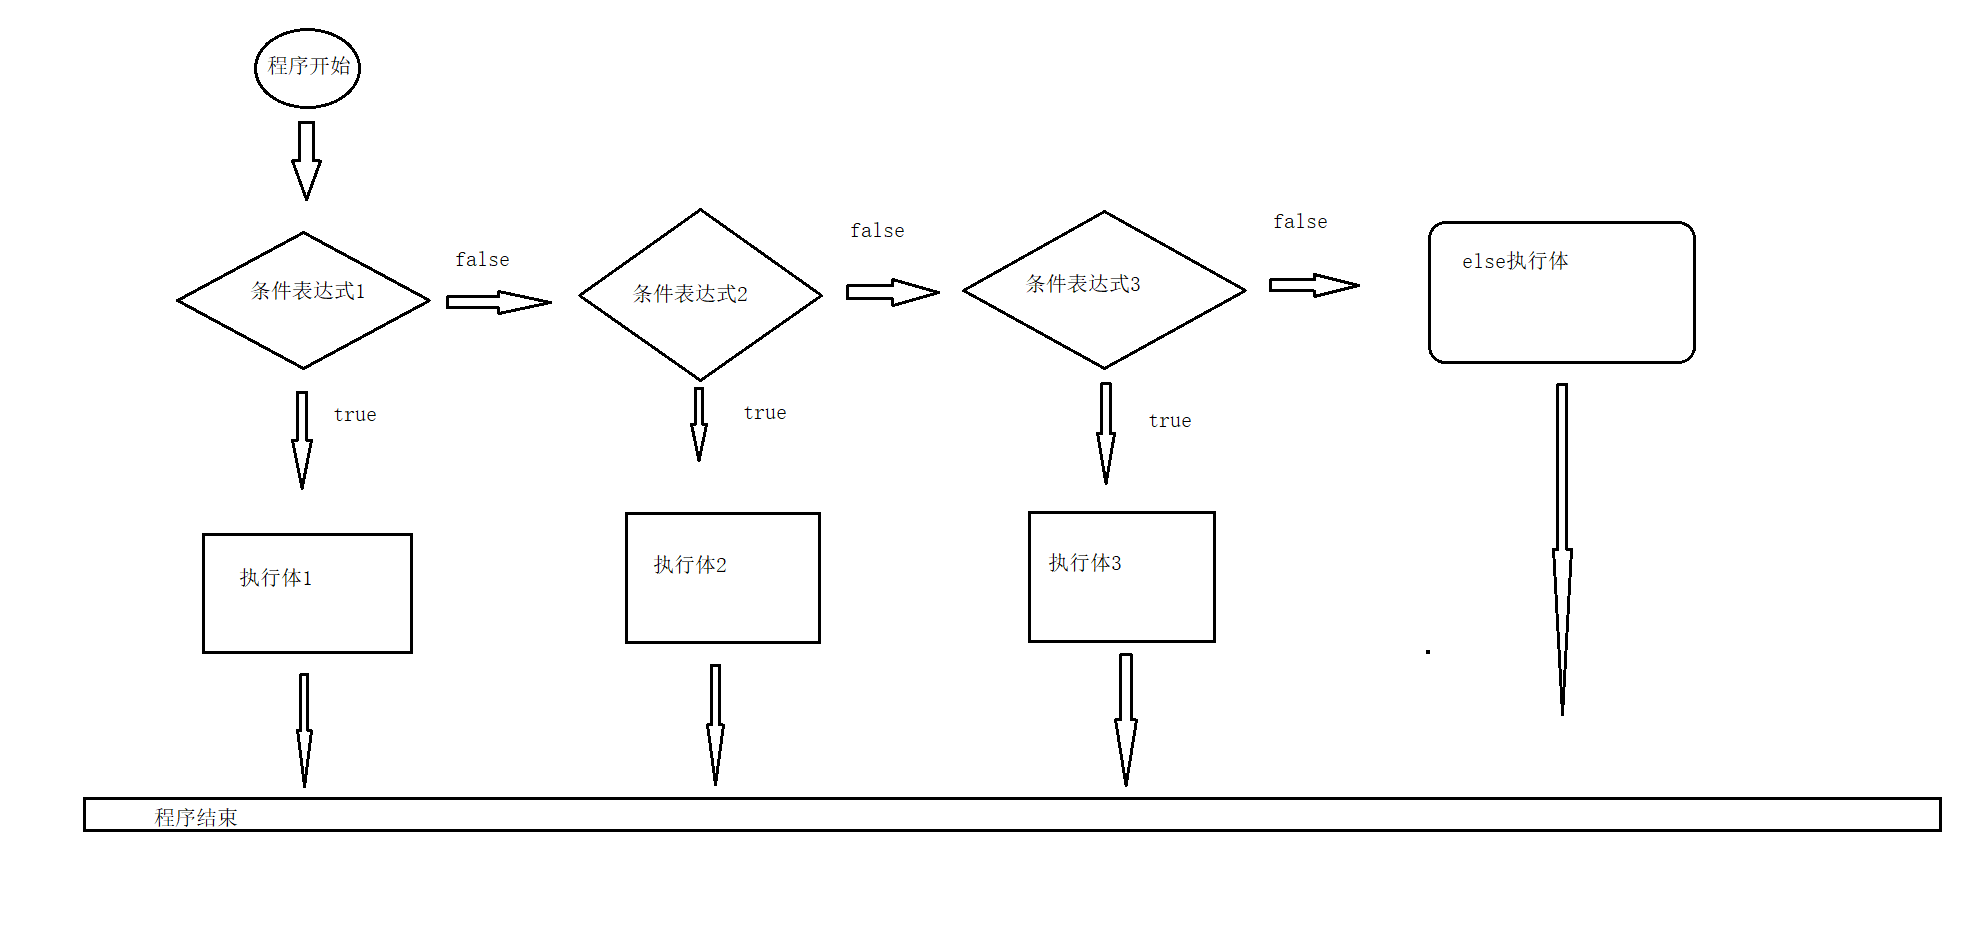 程序开始
条件表达式1
false
条件表达式2
false
条件表达式3
false
else执行体
true
true
true
执行体1
执行体2
执行体3
程序结束